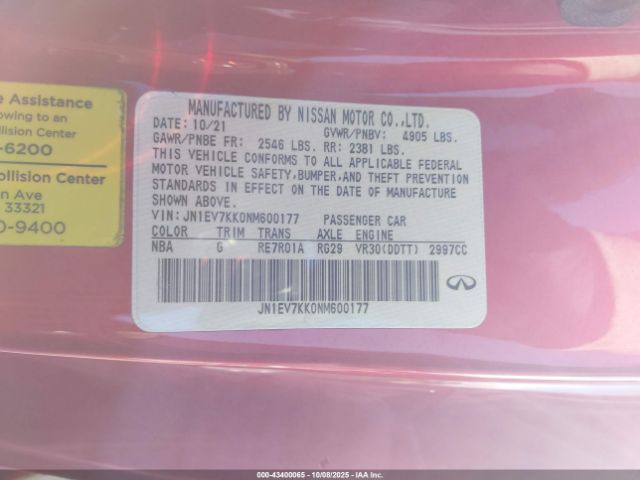 e Assistance
owing to an
ollision Center
-6200
ollision Center
n Ave
33321
0-9400
MANUFACTURED BY NISSAN MOTOR CO.,LTD.
DATE: 10/21 GVWR/PNBV: 4905 LBS.
GAWR/PNBE FR: 2546 LBS. RR: 2381 LBS.
THIS VEHICLE CONFORMS TO ALL APPLICABLE FEDERAL
MOTOR VEHICLE SAFETY,BUMPER,AND THEFT PREVENTION
STANDARDS IN EFFECT ON THE DATE OF MANUFACTURE
SHOWN ABOVE.
VIN: JN1EV7KK0NM600177 PASSENGER CAR
COLOR TRIM TRANS AXLE ENGINE
NBA G RE7R01A RG29 VR30(DDTT) 2997CC
JN1EV7KK0NM600177
000-43400065 - 10/08/2025 - IAA Inc.